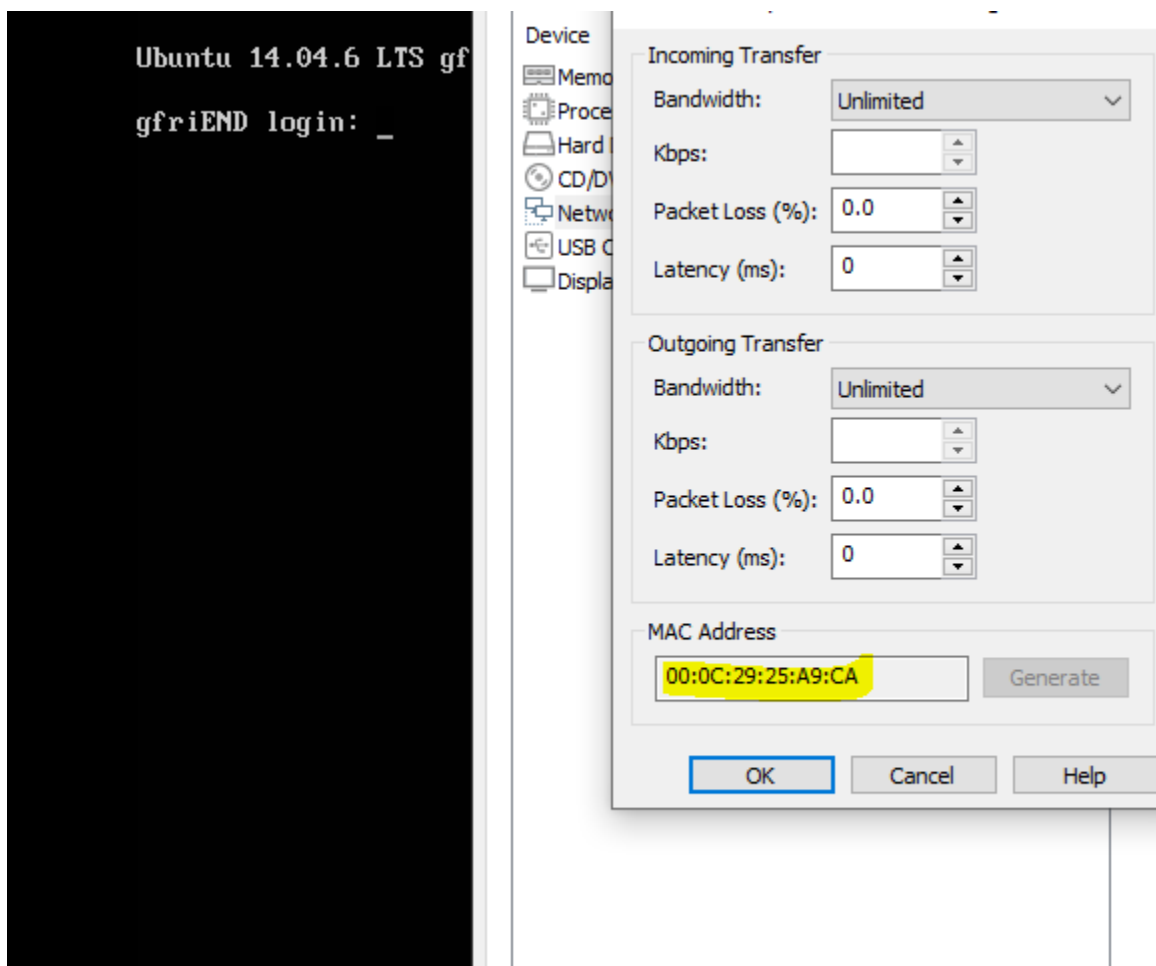 Ubuntu 14.04.6 LTS gf
gfriEND login: _
Device
Memo
Proce
Hard
CD/D
Netwo
USB C
Displa
Incoming Transfer
Bandwidth: Unlimited
Kbps:
Packet Loss (%): 0.0
Latency (ms): 0
Outgoing Transfer
Bandwidth: Unlimited
Kbps:
Packet Loss (%): 0.0
Latency (ms): 0
MAC Address
00:0C:29:25:A9:CA Generate
OK Cancel Help